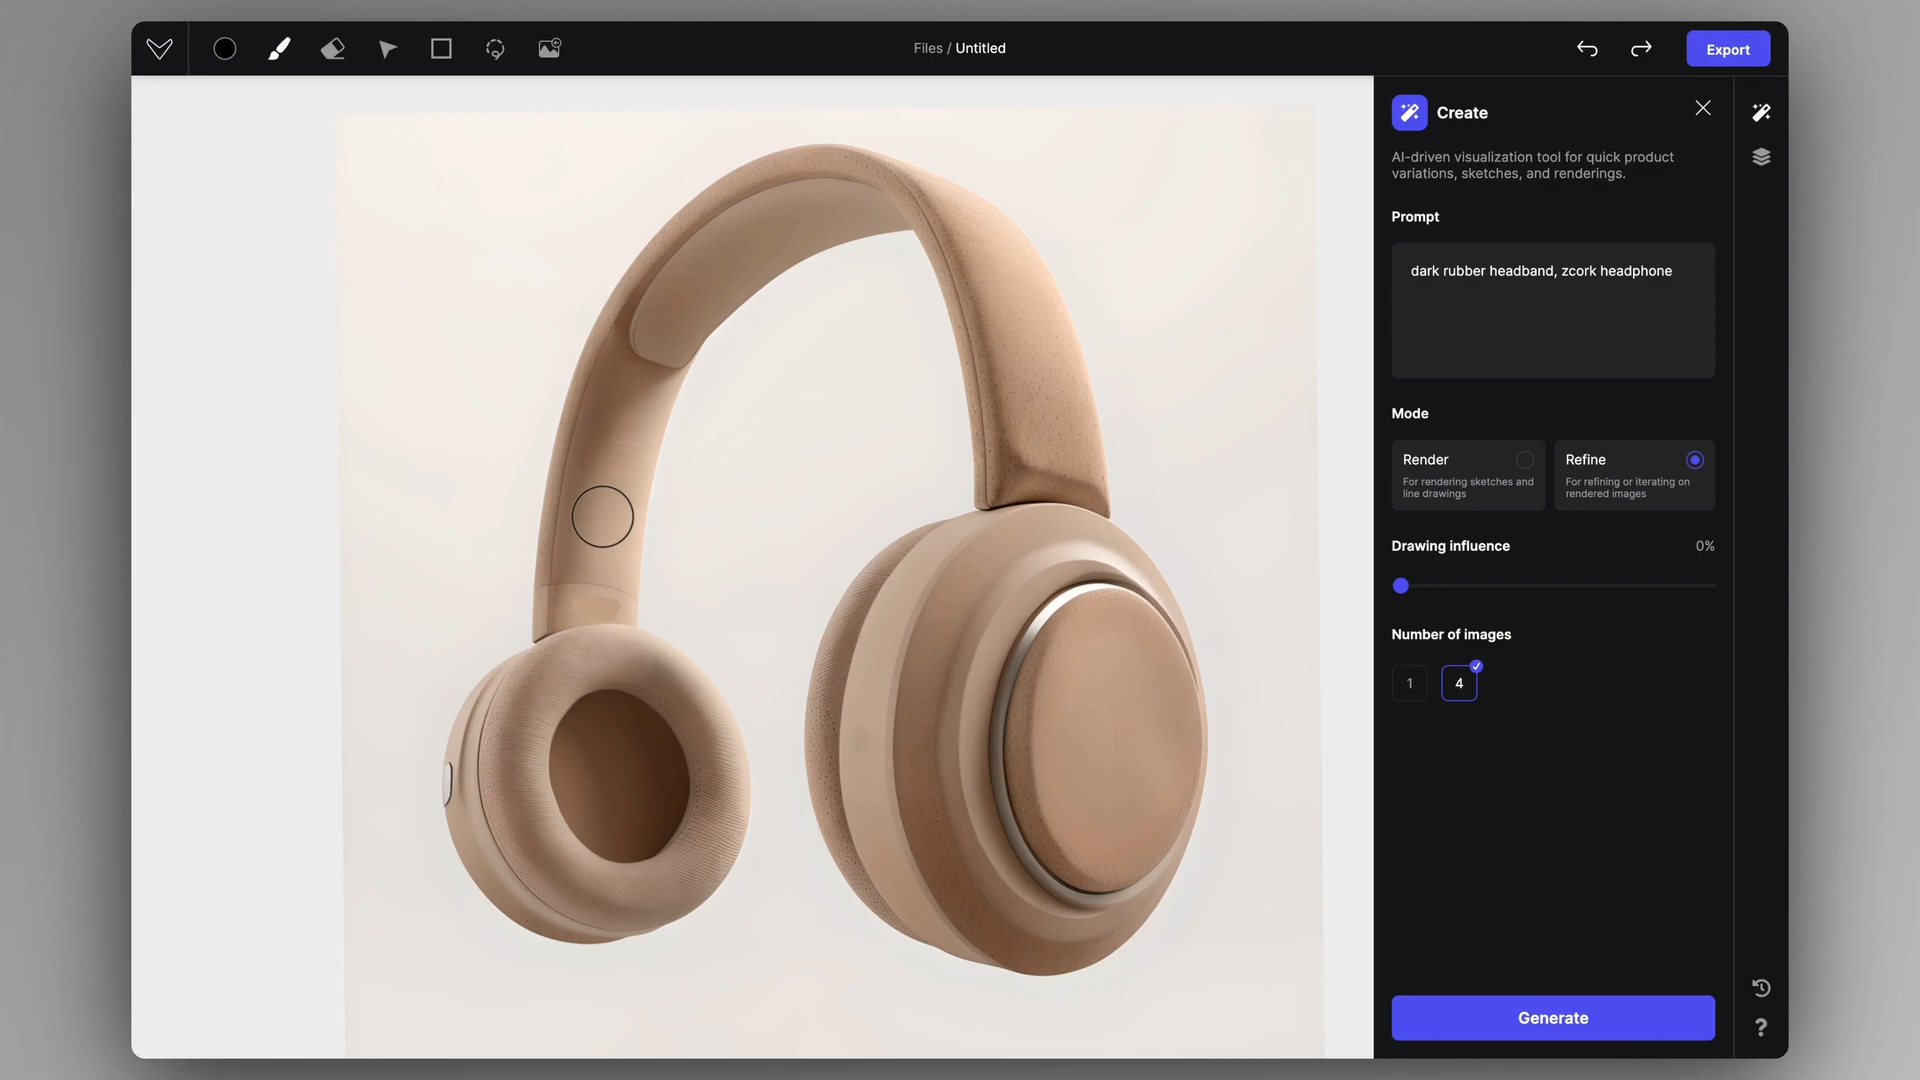 Files / Untitled
Export
Create
AI-driven visualization tool for quick product
variations, sketches, and renderings.
Prompt
dark rubber headband, zcork headphone
Mode
Render
For rendering sketches and
line drawings
Refine
For refining or iterating on
rendered images
Drawing influence
0%
Number of images
1
4
Generate
?